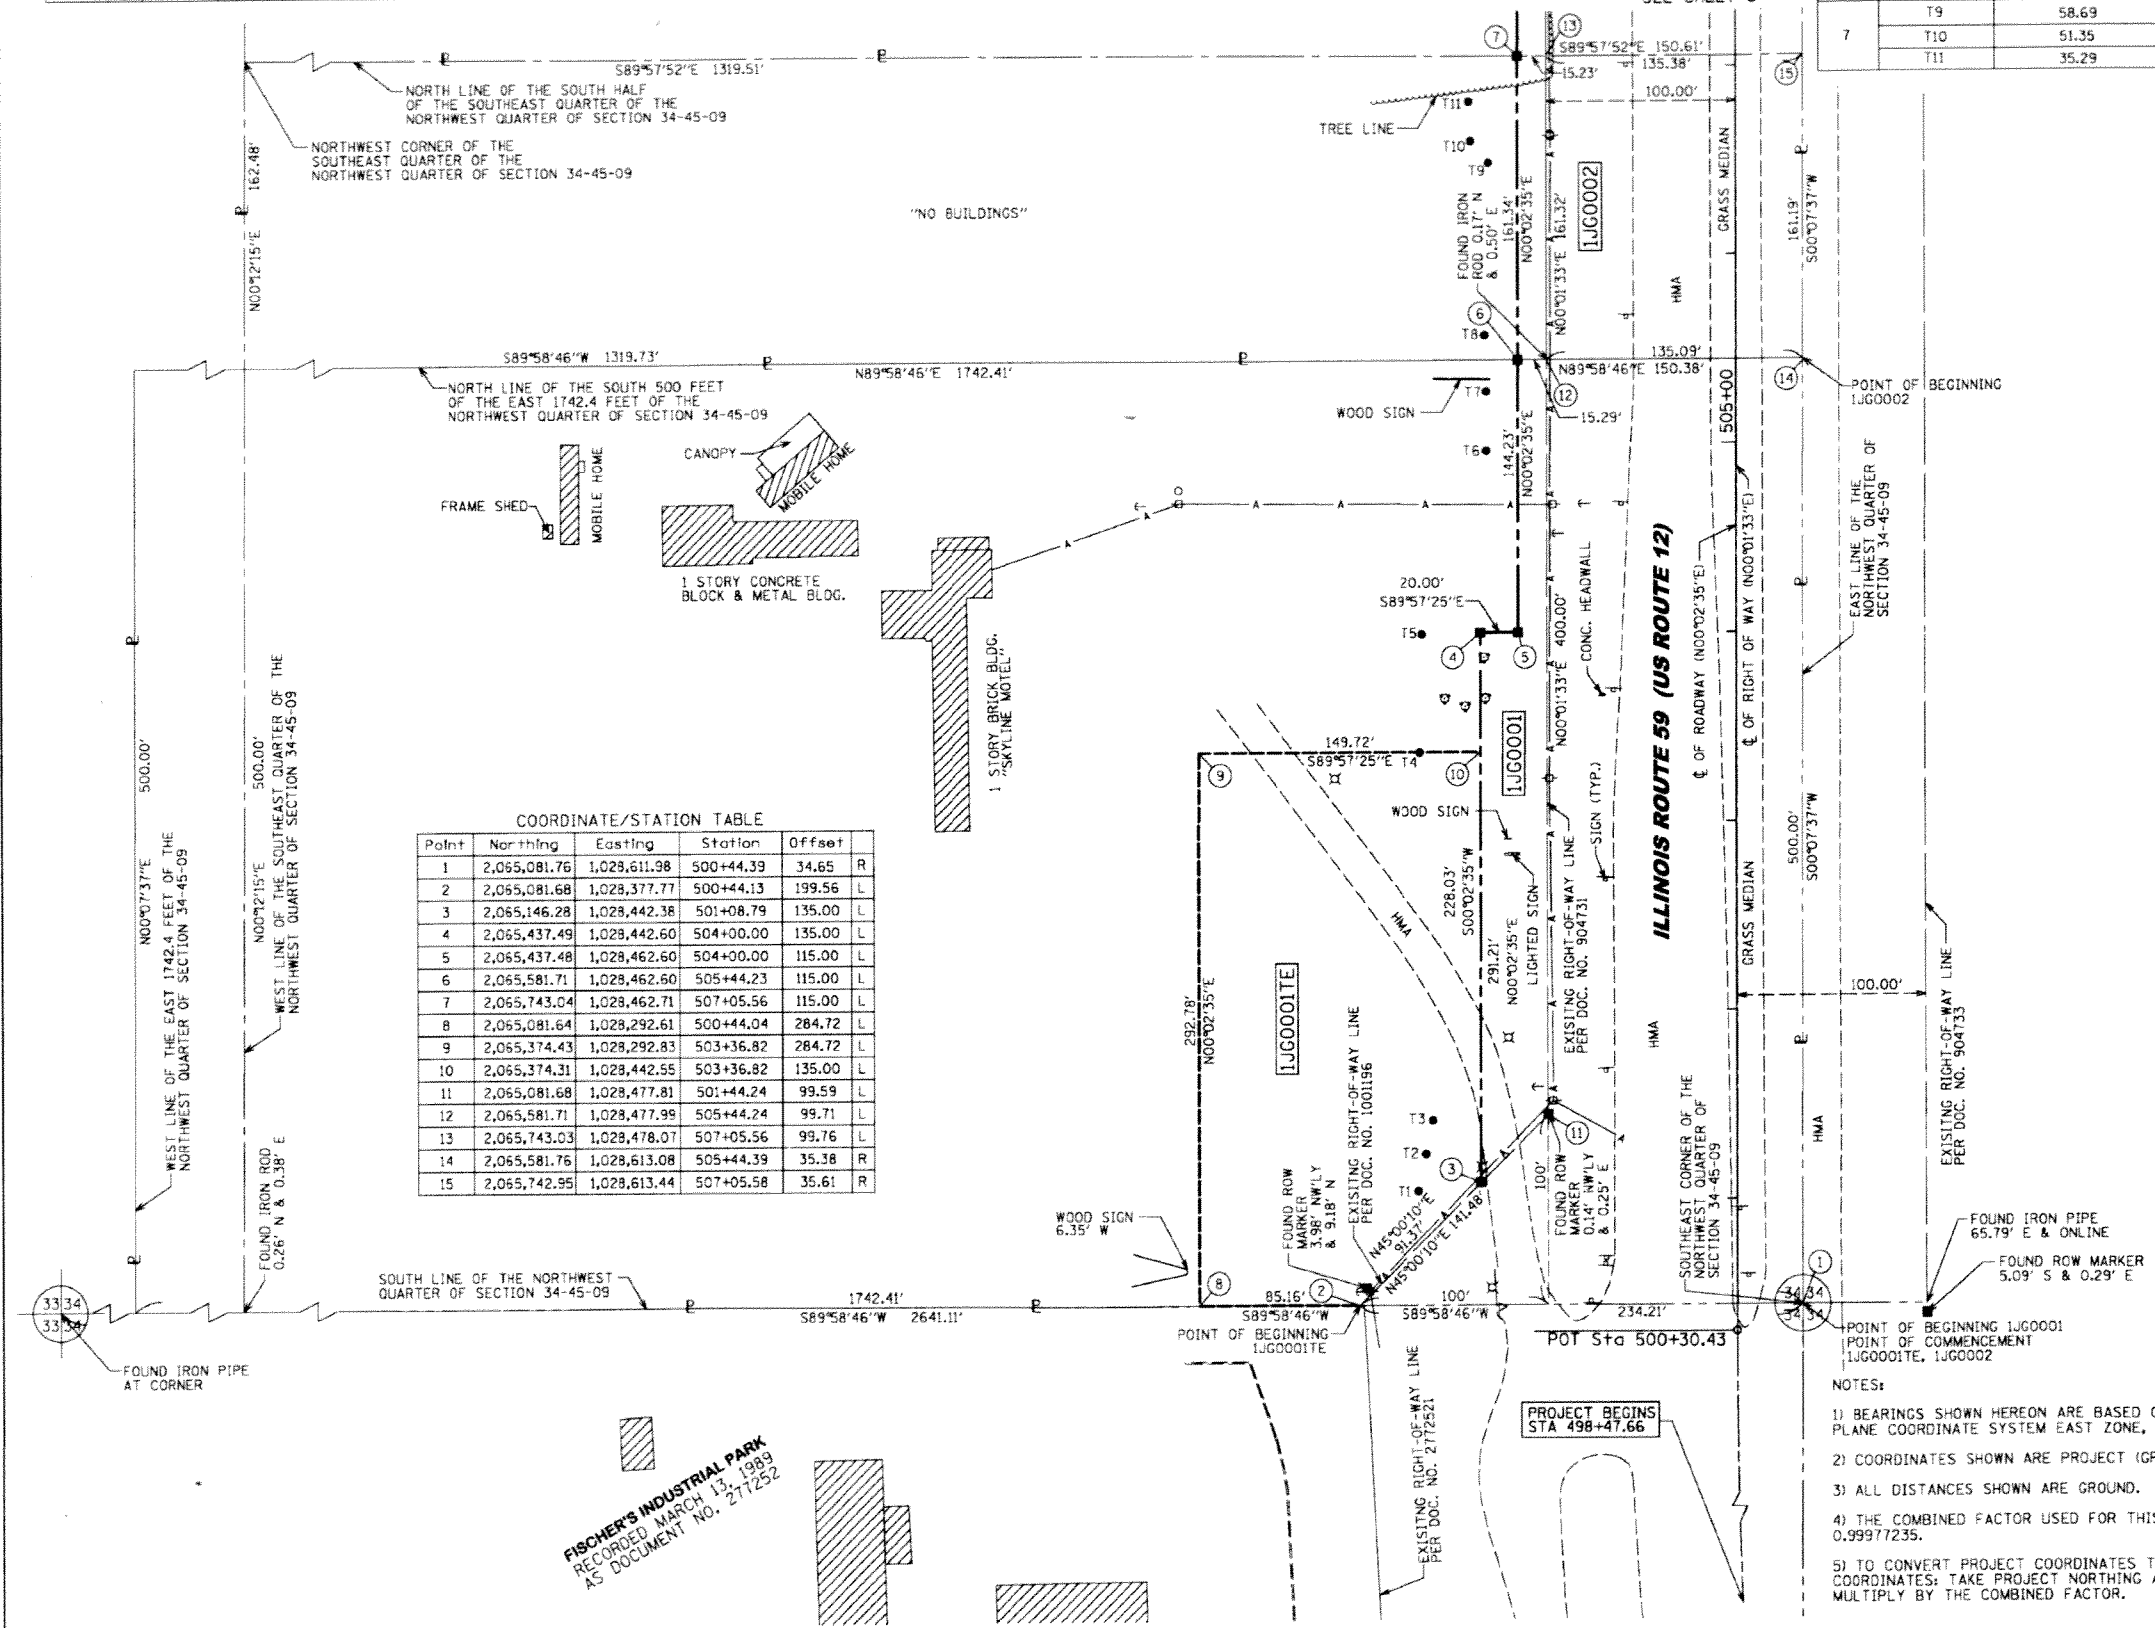 T9 58.69
7 T10 51.35
T11 35.29
S89°57'52"E 1319.51'
NORTH LINE OF THE SOUTH HALF
OF THE SOUTHEAST QUARTER OF THE
NORTHWEST QUARTER OF SECTION 34-45-09
NORTHWEST CORNER OF THE
SOUTHEAST QUARTER OF THE
NORTHWEST QUARTER OF SECTION 34-45-09
162.48'
N00°12'15"E
"NO BUILDINGS"
7
13
S89°57'52"E 150.61'
135.38'
15.23'
15
100.00'
T11
TREE LINE
T10
T9
FOUND IRON
ROD 0.17' N
& 0.50' E
161.34'
N00°02'35"E
N00°01'33"E 161.32'
1JG0002
GRASS MEDIAN
HMA
161.19'
S00°07'37"W
6
T8
S89°58'46"W 1319.73'
N89°58'46"E 1742.41'
NORTH LINE OF THE SOUTH 500 FEET
OF THE EAST 1742.4 FEET OF THE
NORTHWEST QUARTER OF SECTION 34-45-09
135.09'
N89°58'46"E 150.38'
14
12
15.29'
POINT OF BEGINNING
1JG0002
505+00
WOOD SIGN
T7
T6
144.23'
N00°02'35"E
CANOPY
MOBILE HOME
FRAME SHED
MOBILE HOME
1 STORY CONCRETE
BLOCK & METAL BLDG.
1 STORY BRICK BLDG.
"SKYLINE MOTEL"
20.00'
S89°57'25"E
T5
4
5
N00°01'33"E 400.00'
CONC. HEADWALL
ILLINOIS ROUTE 59 (US ROUTE 12)
℄ OF ROADWAY (N00°02'35"E)
℄ OF RIGHT OF WAY (N00°01'33"E)
EAST LINE OF THE
NORTHWEST QUARTER OF
SECTION 34-45-09
500.00'
N00°07'37"E
WEST LINE OF THE EAST 1742.4 FEET OF THE
NORTHWEST QUARTER OF SECTION 34-45-09
500.00'
N00°12'15"E
WEST LINE OF THE SOUTHEAST QUARTER OF THE
NORTHWEST QUARTER OF SECTION 34-45-09
149.72'
S89°57'25"E T4
9
10
1JG0001
WOOD SIGN
LIGHTED SIGN
SIGN (TYP.)
EXISITING RIGHT-OF-WAY LINE
PER DOC. NO. 904731
228.03'
S00°02'35"W
291.21'
N00°02'35"E
HMA
GRASS MEDIAN
500.00'
S00°07'37"W
100.00'
EXISITING RIGHT-OF-WAY LINE
PER DOC. NO. 904733
COORDINATE/STATION TABLE
Point Northing Easting Station Offset
1 2,065,081.76 1,028,611.98 500+44.39 34.65 R
2 2,065,081.68 1,028,377.77 500+44.13 199.56 L
3 2,065,146.28 1,028,442.38 501+08.79 135.00 L
4 2,065,437.49 1,028,442.60 504+00.00 135.00 L
5 2,065,437.48 1,028,462.60 504+00.00 115.00 L
6 2,065,581.71 1,028,462.60 505+44.23 115.00 L
7 2,065,743.04 1,028,462.71 507+05.56 115.00 L
8 2,065,081.64 1,028,292.61 500+44.04 284.72 L
9 2,065,374.43 1,028,292.83 503+36.82 284.72 L
10 2,065,374.31 1,028,442.55 503+36.82 135.00 L
11 2,065,081.68 1,028,477.81 501+44.24 99.59 L
12 2,065,581.71 1,028,477.99 505+44.24 99.71 L
13 2,065,743.03 1,028,478.07 507+05.56 99.76 L
14 2,065,581.76 1,028,613.08 505+44.39 35.38 R
15 2,065,742.95 1,028,613.44 507+05.58 35.61 R
292.78'
N00°02'35"E
1JG0001TE
EXISITING RIGHT-OF-WAY LINE
PER DOC. NO. 1001196
FOUND ROW
MARKER
3.98' NW'LY
& 9.18' N
T3
T2
T1
3
N45°00'10"E
91.37'
N45°00'10"E 141.48'
11
100'
FOUND ROW
MARKER
0.14' NW'LY
& 0.25' E
HMA
SOUTHEAST CORNER OF THE
NORTHWEST QUARTER OF
SECTION 34-45-09
HMA
FOUND IRON PIPE
65.79' E & ONLINE
FOUND ROW MARKER
5.09' S & 0.29' E
FOUND IRON ROD
0.26' N & 0.38' E
WOOD SIGN
6.35' W
SOUTH LINE OF THE NORTHWEST
QUARTER OF SECTION 34-45-09
1742.41'
S89°58'46"W 2641.11'
8
85.16'
S89°58'46"W
2
100'
S89°58'46"W
234.21'
1
34 34
34 34
33 34
33 34
FOUND IRON PIPE
AT CORNER
POINT OF BEGINNING
1JG0001TE
POT Sta 500+30.43
POINT OF BEGINNING 1JG0001
POINT OF COMMENCEMENT
1JG0001TE, 1JG0002
EXISITNG RIGHT-OF-WAY LINE
PER DOC. NO. 2772521
PROJECT BEGINS
STA 498+47.66
FISCHER'S INDUSTRIAL PARK
RECORDED MARCH 13, 1989
AS DOCUMENT NO. 277252
NOTES:
1) BEARINGS SHOWN HEREON ARE BASED
PLANE COORDINATE SYSTEM EAST ZONE,
2) COORDINATES SHOWN ARE PROJECT
3) ALL DISTANCES SHOWN ARE GROUND.
4) THE COMBINED FACTOR USED FOR
0.99977235.
5) TO CONVERT PROJECT COORDINATES
COORDINATES: TAKE PROJECT NORTHING
MULTIPLY BY THE COMBINED FACTOR.